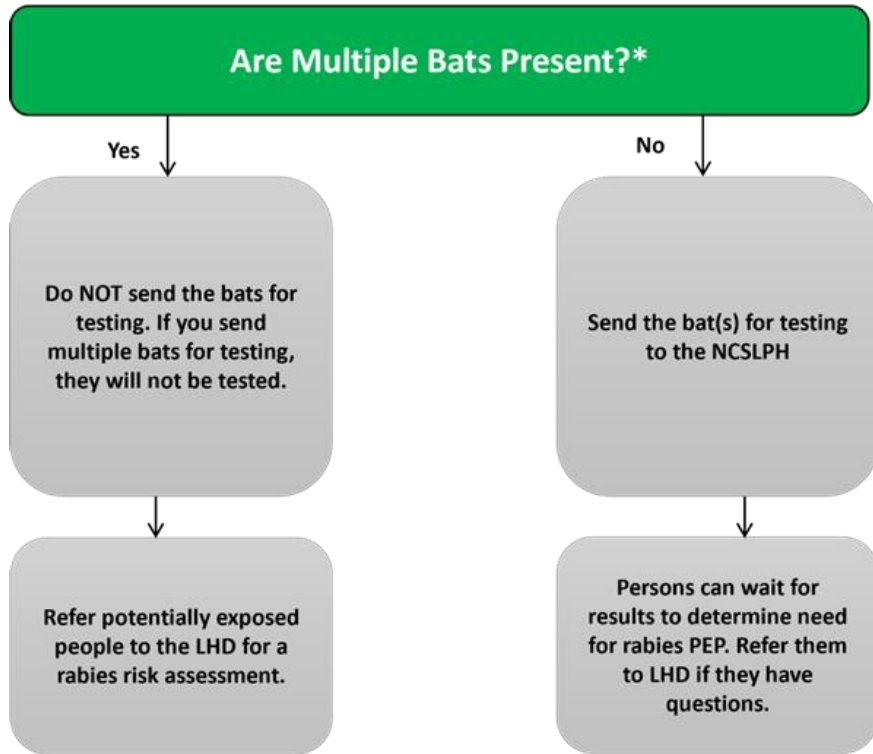 Are Multiple Bats Present?*
Yes
No
Do NOT send the bats for
testing. If you send
multiple bats for testing,
they will not be tested.
Send the bat(s) for testing
to the NCSLPH
Refer potentially exposed
people to the LHD for a
rabies risk assessment.
Persons can wait for
results to determine need
for rabies PEP. Refer them
to LHD if they have
questions.